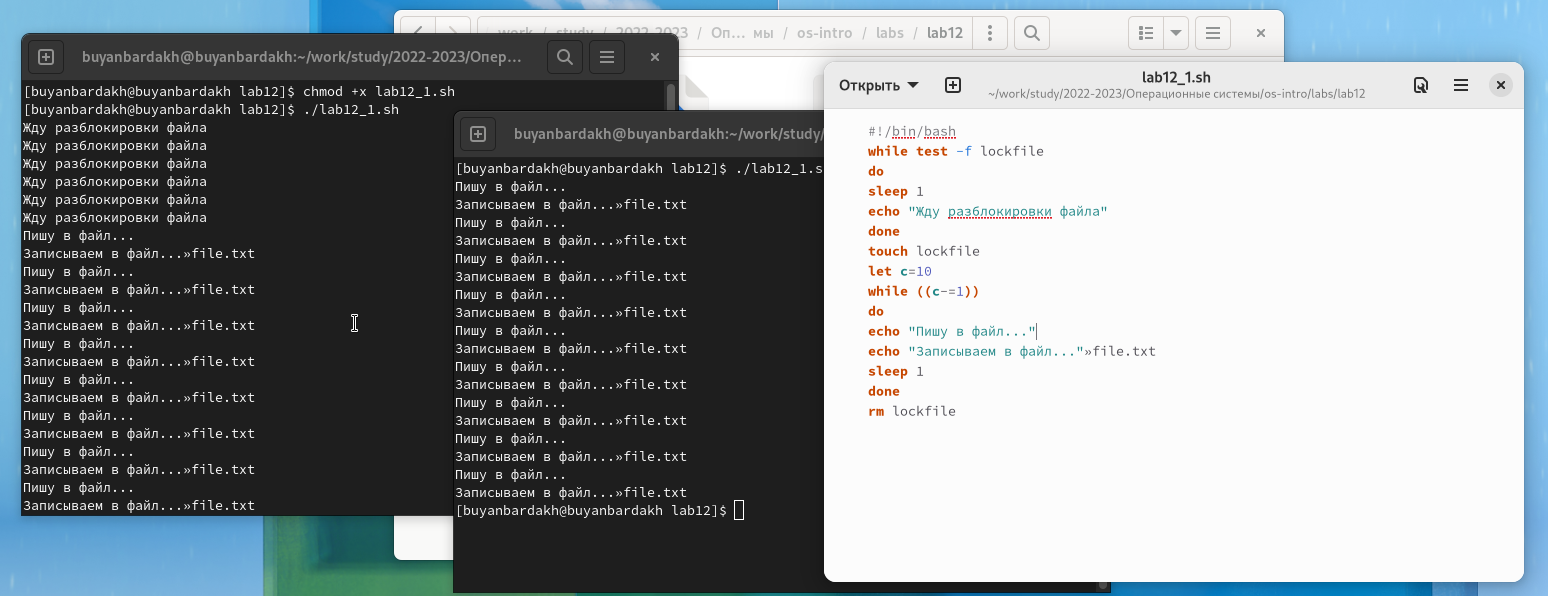 work / study / 2022-2023 / Оп... мы / os-intro / labs / lab12
buyanbardakh@buyanbardakh:~/work/study/2022-2023/Опер...
[buyanbardakh@buyanbardakh lab12]$ chmod +x lab12_1.sh
[buyanbardakh@buyanbardakh lab12]$ ./lab12_1.sh
Жду разблокировки файла
Жду разблокировки файла
Жду разблокировки файла
Жду разблокировки файла
Жду разблокировки файла
Жду разблокировки файла
Пишу в файл...
Записываем в файл...»file.txt
Пишу в файл...
Записываем в файл...»file.txt
Пишу в файл...
Записываем в файл...»file.txt
Пишу в файл...
Записываем в файл...»file.txt
Пишу в файл...
Записываем в файл...»file.txt
Пишу в файл...
Записываем в файл...»file.txt
Пишу в файл...
Записываем в файл...»file.txt
Пишу в файл...
Записываем в файл...»file.txt
buyanbardakh@buyanbardakh:~/work/study/
[buyanbardakh@buyanbardakh lab12]$ ./lab12_1.s
Пишу в файл...
Записываем в файл...»file.txt
Пишу в файл...
Записываем в файл...»file.txt
Пишу в файл...
Записываем в файл...»file.txt
Пишу в файл...
Записываем в файл...»file.txt
Пишу в файл...
Записываем в файл...»file.txt
Пишу в файл...
Записываем в файл...»file.txt
Пишу в файл...
Записываем в файл...»file.txt
Пишу в файл...
Записываем в файл...»file.txt
Пишу в файл...
Записываем в файл...»file.txt
[buyanbardakh@buyanbardakh lab12]$
Открыть
lab12_1.sh
~/work/study/2022-2023/Операционные системы/os-intro/labs/lab12
#!/bin/bash
while test -f lockfile
do
sleep 1
echo "Жду разблокировки файла"
done
touch lockfile
let c=10
while ((c-=1))
do
echo "Пишу в файл..."
echo "Записываем в файл..."»file.txt
sleep 1
done
rm lockfile